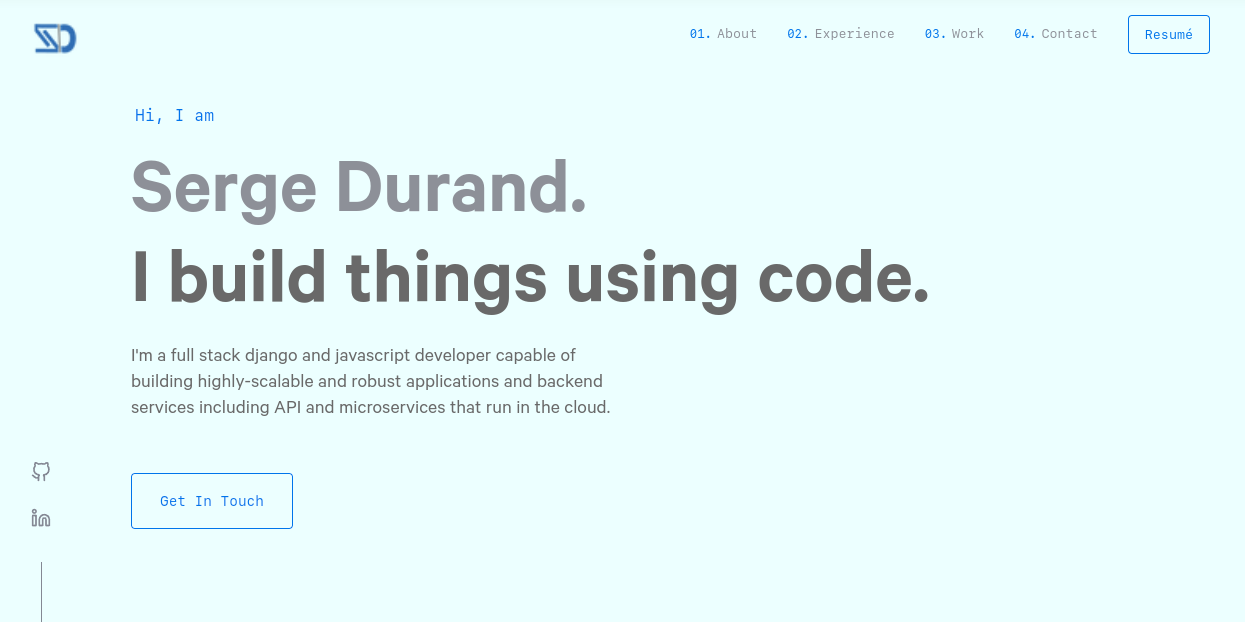 SD
01. About 02. Experience 03. Work 04. Contact Resumé
Hi, I am
Serge Durand.
I build things using code.
I'm a full stack django and javascript developer capable of
building highly-scalable and robust applications and backend
services including API and microservices that run in the cloud.
Get In Touch
in